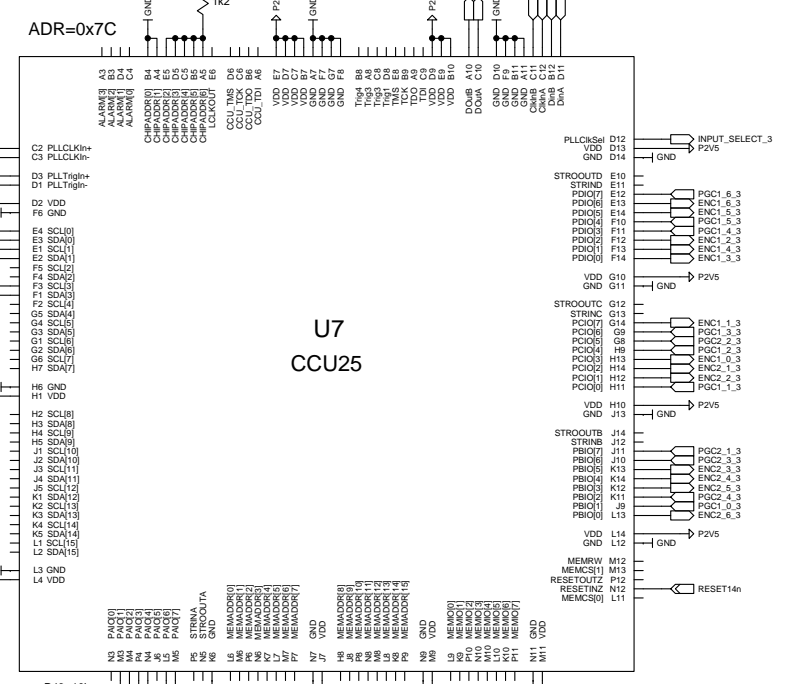 1k2
GND
P2
GND
P2
GND
ADR=0x7C
A3 ALARM[3]
B3 ALARM[2]
D4 ALARM[1]
C4 ALARM[0]
B4 CHIPADDR[0]
A4 CHIPADDR[1]
E5 CHIPADDR[2]
D5 CHIPADDR[3]
C5 CHIPADDR[4]
B5 CHIPADDR[5]
A5 CHIPADDR[6]
E6 LCLKOUT
D6 CCU_TMS
C6 CCU_TCK
B6 CCU_TDO
A6 CCU_TDI
E7 VDD
D7 VDD
C7 VDD
B7 VDD
A7 GND
F7 GND
G7 GND
F8 GND
B8 Trig4
A8 Trig3
C8 Trig3
D8 Trig1
E8 TMS
B9 TCK
A9 TDO
C9 TDI
D9 VDD
E9 VDD
B10 VDD
A10 DOutB
C10 DOutA
D10 GND
F9 GND
B11 GND
A11 GND
C11 ClkInB
C12 ClkInA
B12 DinB
D11 DinA
C2 PLLCLKIn+
C3 PLLCLKIn-
D3 PLLTrigIn+
D1 PLLTrigIn-
D2 VDD
F6 GND
E4 SCL[0]
E3 SDA[0]
E1 SCL[1]
E2 SDA[1]
F5 SCL[2]
F4 SDA[2]
F3 SCL[3]
F1 SDA[3]
F2 SCL[4]
G5 SDA[4]
G4 SCL[5]
G3 SDA[5]
G1 SCL[6]
G2 SDA[6]
G6 SCL[7]
H7 SDA[7]
H6 GND
H1 VDD
H2 SCL[8]
H3 SDA[8]
H4 SCL[9]
H5 SDA[9]
J1 SCL[10]
J2 SDA[10]
J3 SCL[11]
J4 SDA[11]
J5 SCL[12]
K1 SDA[12]
K2 SCL[13]
K3 SDA[13]
K4 SCL[14]
K5 SDA[14]
L1 SCL[15]
L2 SDA[15]
L3 GND
L4 VDD
U7
CCU25
PLLClkSel D12 INPUT_SELECT_3
VDD D13 P2V5
GND D14 GND
STROOUTD E10
STRIND E11
PDIO[7] E12 PGC1_6_3
PDIO[6] E13 ENC1_6_3
PDIO[5] E14 ENC1_5_3
PDIO[4] F10 PGC1_5_3
PDIO[3] F11 PGC1_4_3
PDIO[2] F12 ENC1_2_3
PDIO[1] F13 ENC1_4_3
PDIO[0] F14 ENC1_3_3
VDD G10 P2V5
GND G11 GND
STROOUTC G12
STRINC G13
PCIO[7] G14 ENC1_1_3
PCIO[6] G9 PGC1_3_3
PCIO[5] G8 PGC2_2_3
PCIO[4] H9 PGC1_2_3
PCIO[3] H13 ENC1_0_3
PCIO[2] H14 ENC2_1_3
PCIO[1] H12 ENC2_2_3
PCIO[0] H11 PGC1_1_3
VDD H10 P2V5
GND J13 GND
STROOUTB J14
STRINB J12
PBIO[7] J11 PGC2_1_3
PBIO[6] J10 PGC2_3_3
PBIO[5] K13 ENC2_3_3
PBIO[4] K14 ENC2_4_3
PBIO[3] K12 ENC2_5_3
PBIO[2] K11 PGC2_4_3
PBIO[1] J9 PGC1_0_3
PBIO[0] L13 ENC2_6_3
VDD L14 P2V5
GND L12 GND
MEMRW M12
MEMCS[1] M13
RESETOUTZ P12
RESETINZ N12 RESET14n
MEMCS[0] L11
N3 PAIO[0]
M3 PAIO[1]
M4 PAIO[2]
P4 PAIO[3]
N4 PAIO[4]
J6 PAIO[5]
L5 PAIO[6]
M5 PAIO[7]
P5 STRINA
N5 STROOUTA
K6 GND
L6 MEMADDR[0]
M6 MEMADDR[1]
P6 MEMADDR[2]
N6 MEMADDR[3]
K7 MEMADDR[4]
L7 MEMADDR[5]
M7 MEMADDR[6]
P7 MEMADDR[7]
N7 GND
J7 VDD
H8 MEMADDR[8]
J8 MEMADDR[9]
P8 MEMADDR[10]
N8 MEMADDR[11]
M8 MEMADDR[12]
L8 MEMADDR[13]
K8 MEMADDR[14]
P9 MEMADDR[15]
N9 GND
M9 VDD
L9 MEMIO[0]
K9 MEMIO[1]
P10 MEMIO[2]
N10 MEMIO[3]
M10 MEMIO[4]
L10 MEMIO[5]
K10 MEMIO[6]
P11 MEMIO[7]
N11 GND
M11 VDD